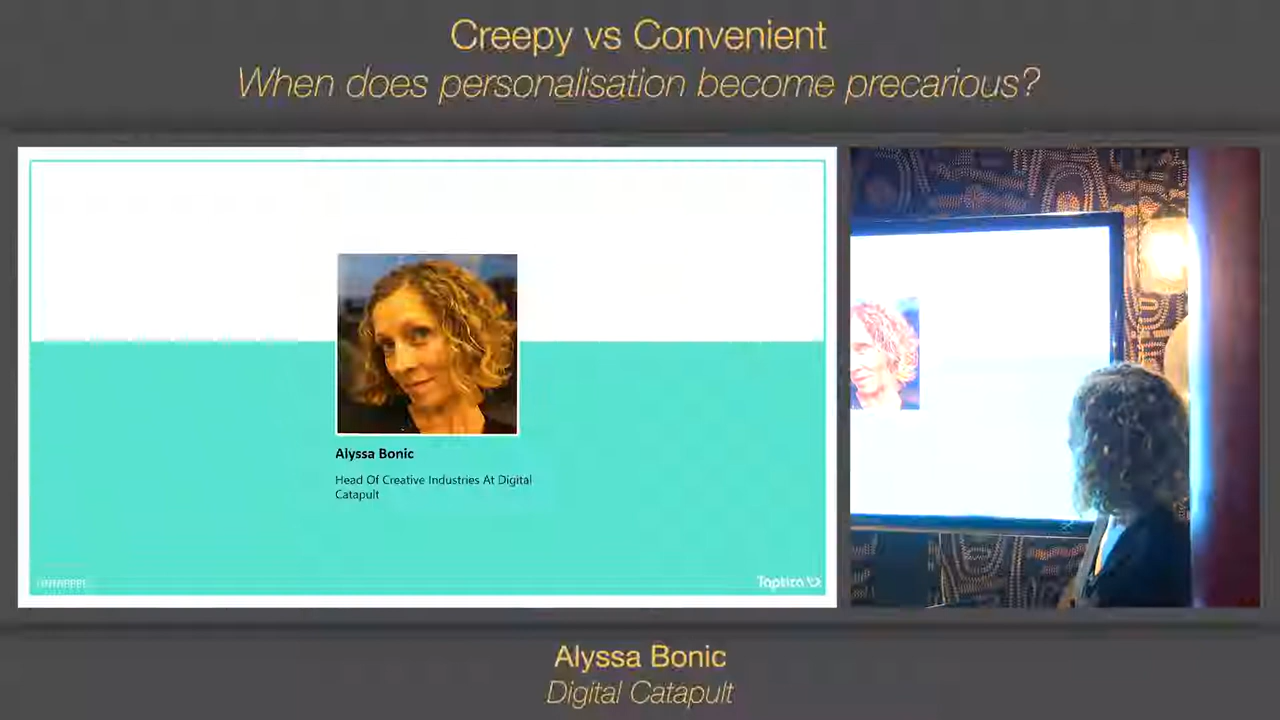 Creepy vs Convenient
When does personalisation become precarious?
Alyssa Bonic
Head Of Creative Industries At Digital
Catapult
Taptica
Alyssa Bonic
Digital Catapult